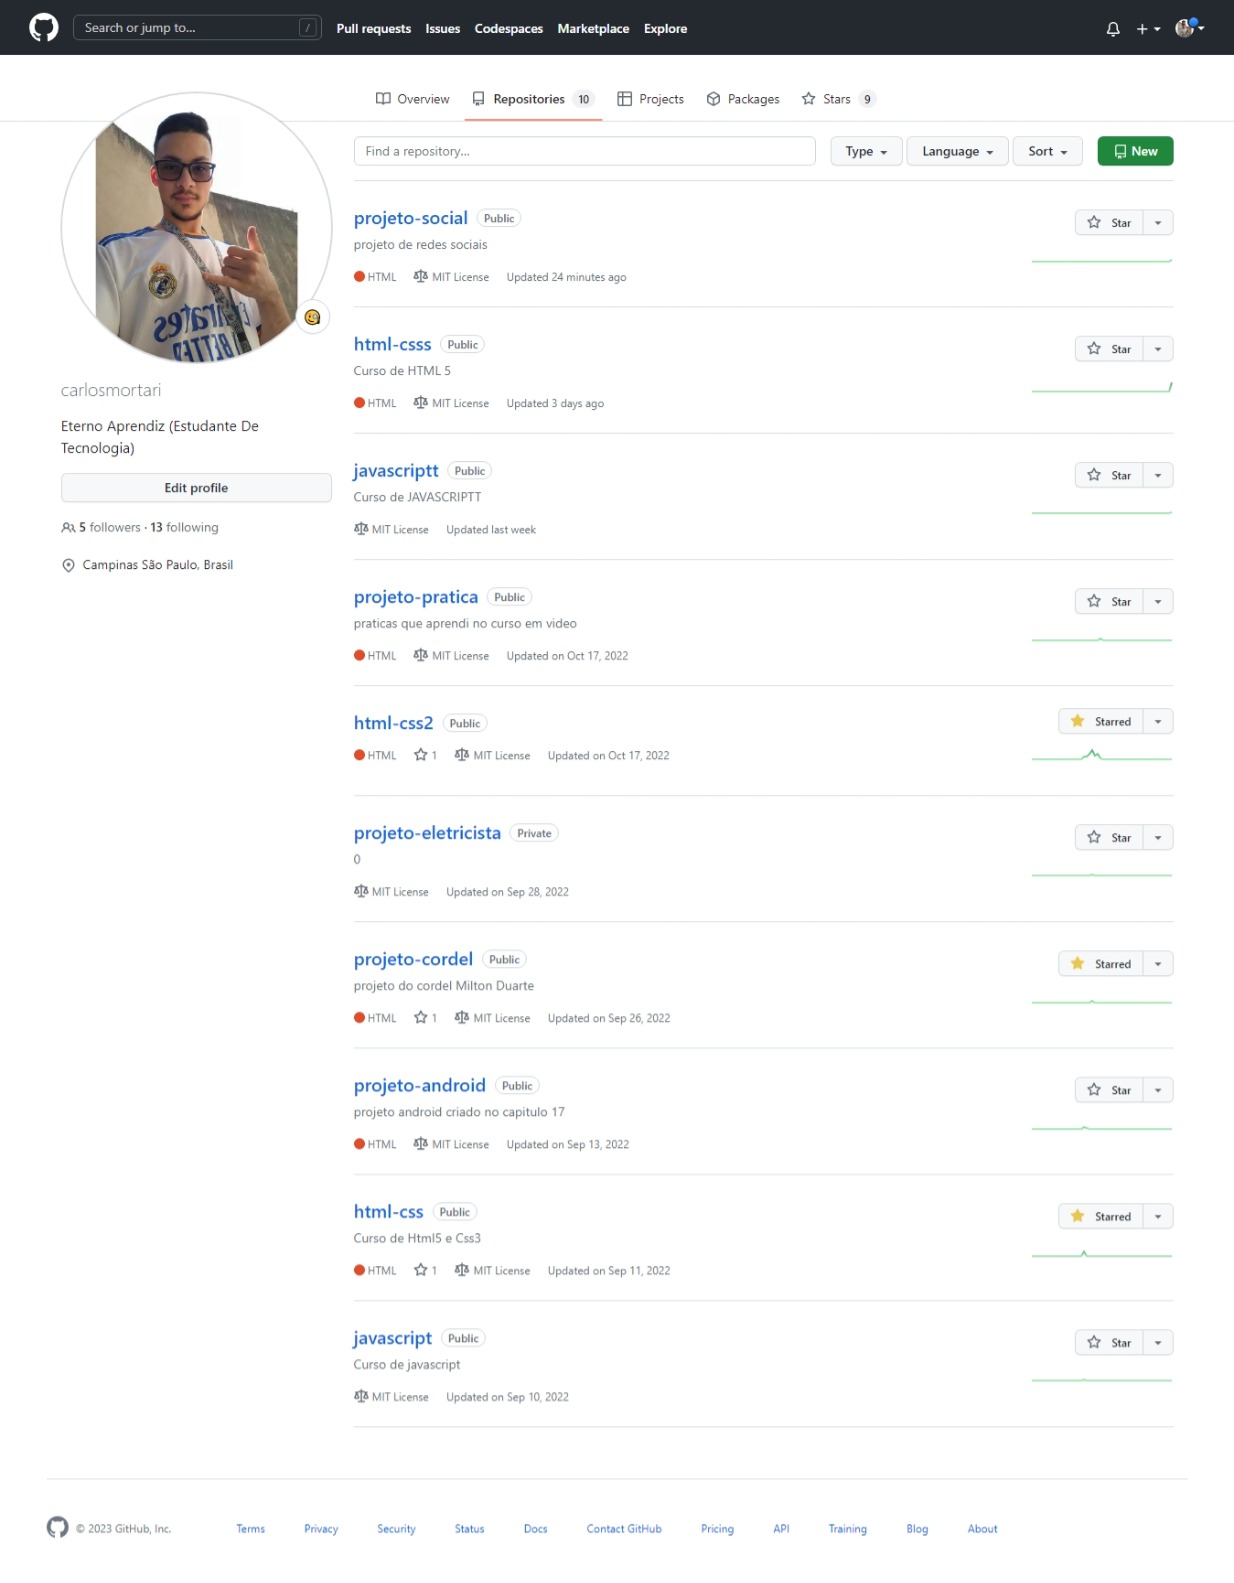 Search or jump to... /
Pull requests Issues Codespaces Marketplace Explore
Overview Repositories 10 Projects Packages Stars 9
Find a repository... Type Language Sort New
Emirates
BETTER
carlosmortari
Eterno Aprendiz (Estudante De
Tecnologia)
Edit profile
5 followers · 13 following
Campinas São Paulo, Brasil
projeto-social Public Star
projeto de redes sociais
HTML MIT License Updated 24 minutes ago
html-csss Public Star
Curso de HTML 5
HTML MIT License Updated 3 days ago
javascriptt Public Star
Curso de JAVASCRIPTT
MIT License Updated last week
projeto-pratica Public Star
praticas que aprendi no curso em video
HTML MIT License Updated on Oct 17, 2022
html-css2 Public Starred
HTML 1 MIT License Updated on Oct 17, 2022
projeto-eletricista Private Star
0
MIT License Updated on Sep 28, 2022
projeto-cordel Public Starred
projeto do cordel Milton Duarte
HTML 1 MIT License Updated on Sep 26, 2022
projeto-android Public Star
projeto android criado no capitulo 17
HTML MIT License Updated on Sep 13, 2022
html-css Public Starred
Curso de Html5 e Css3
HTML 1 MIT License Updated on Sep 11, 2022
javascript Public Star
Curso de javascript
MIT License Updated on Sep 10, 2022
© 2023 GitHub, Inc. Terms Privacy Security Status Docs Contact GitHub Pricing API Training Blog About